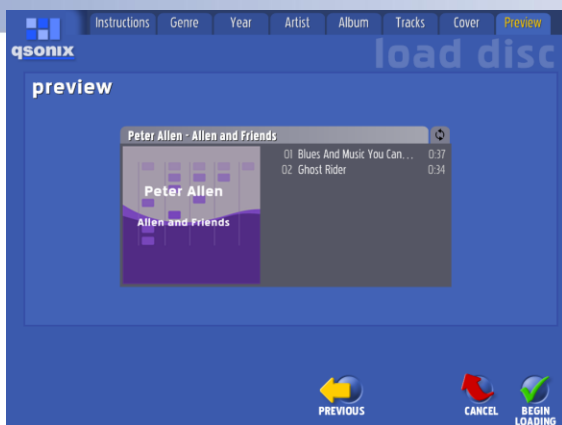 Instructions Genre Year Artist Album Tracks Cover Preview
qsonix
load disc
preview
Peter Allen - Allen and Friends
01 Blues And Music You Can... 0:37
02 Ghost Rider 0:34
Peter Allen
Allen and Friends
PREVIOUS
CANCEL
BEGIN
LOADING